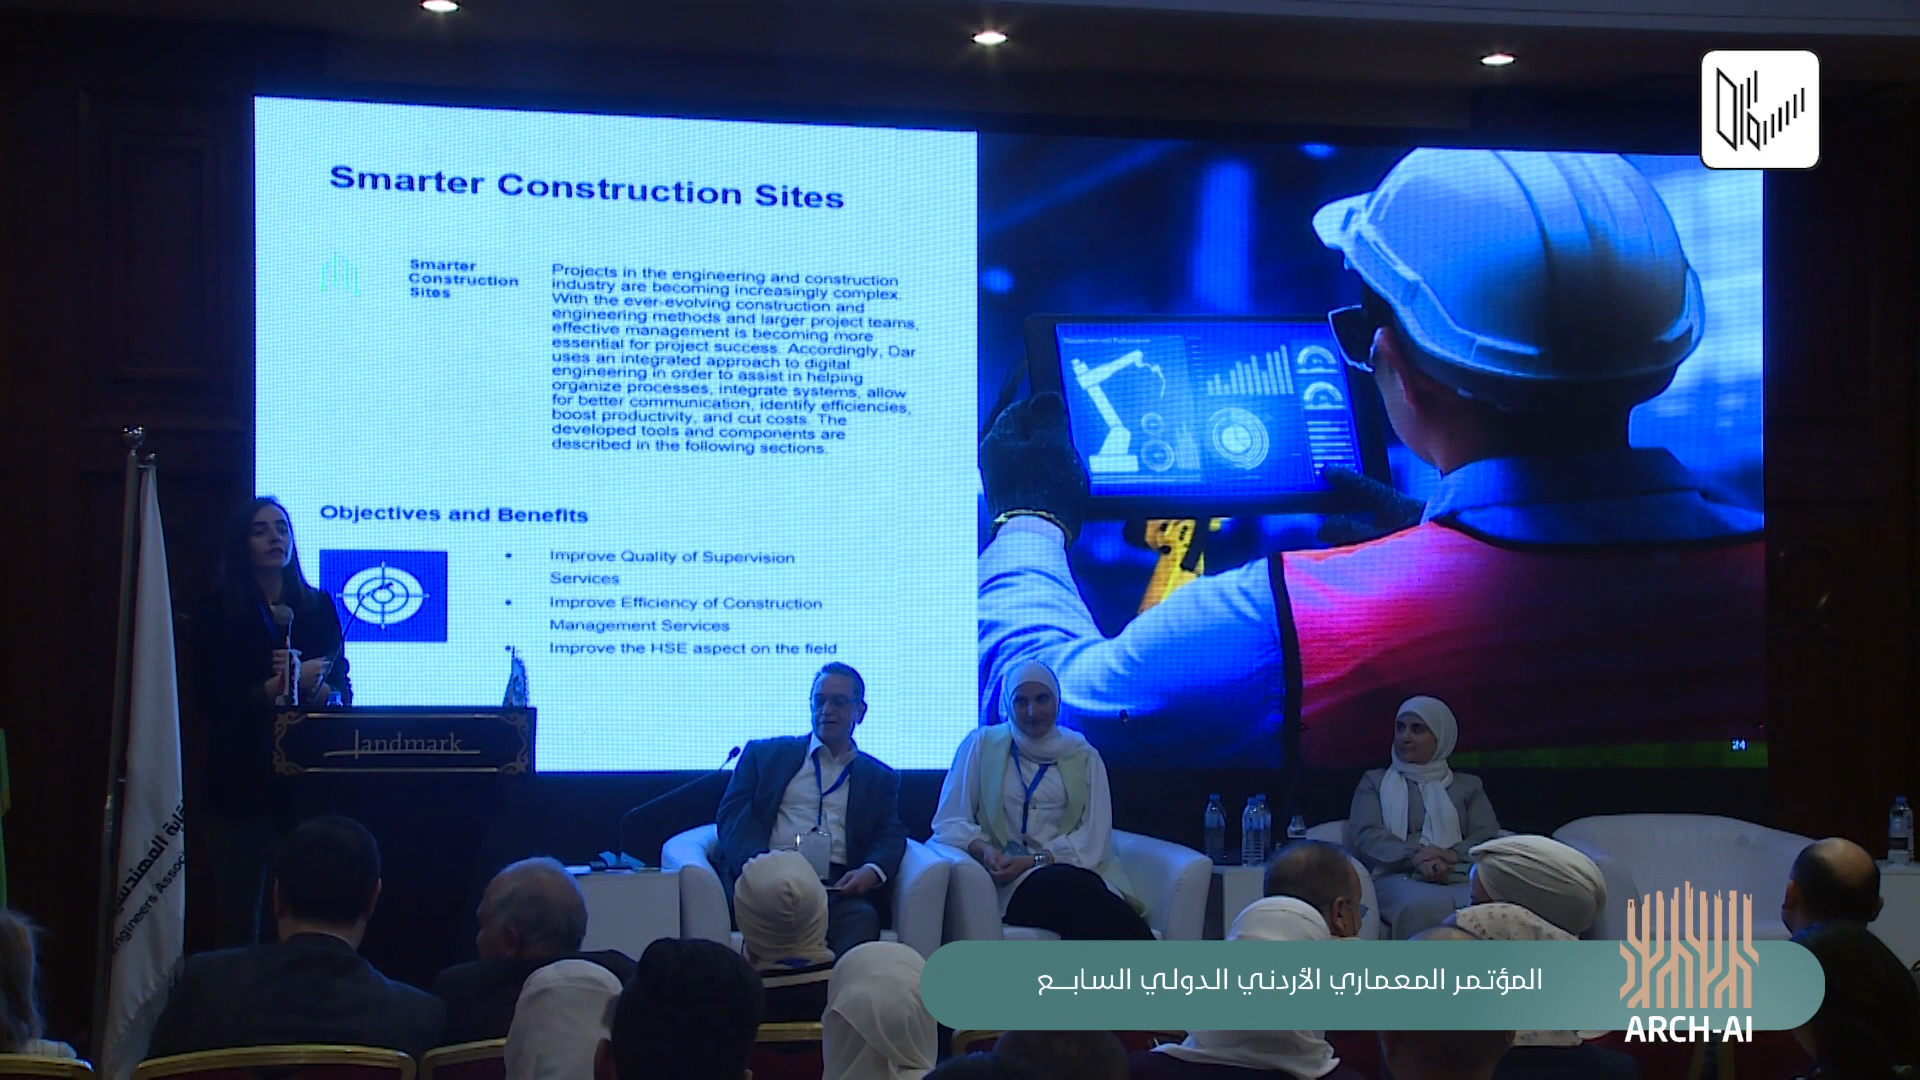 Smarter Construction Sites
Smarter
Construction
Sites
Projects in the engineering and construction
industry are becoming increasingly complex.
With the ever-evolving construction and
engineering methods and larger project teams,
effective management is becoming more
essential for project success. Accordingly, Dar
uses an integrated approach to digital
engineering in order to assist in helping
organize processes, integrate systems, allow
for better communication, identify efficiencies,
boost productivity, and cut costs. The
developed tools and components are
described in the following sections.
Objectives and Benefits
• Improve Quality of Supervision
Services
• Improve Efficiency of Construction
Management Services
• Improve the HSE aspect on the field
24
landmark
Engineers Assoc
المؤتمر المعماري الأردني الدولي السابـــع
ARCH-AI